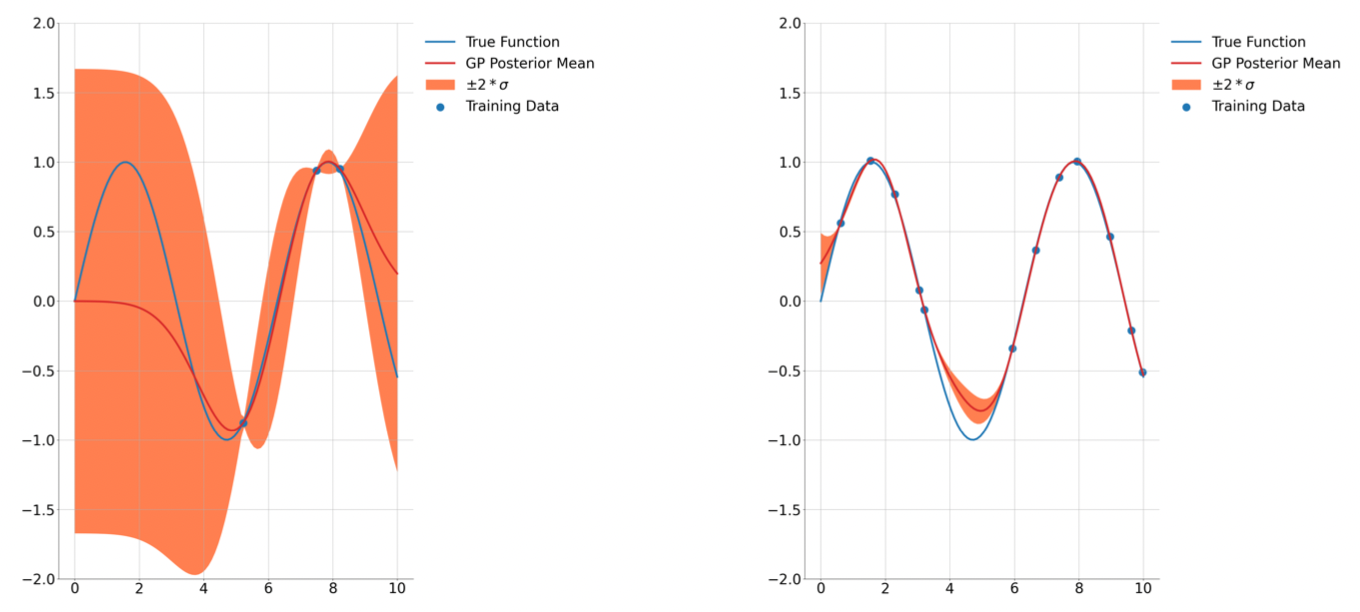 2.0
1.5
1.0
0.5
0.0
−0.5
−1.0
−1.5
−2.0
0 2 4 6 8 10
True Function
GP Posterior Mean
±2 * σ
Training Data
2.0
1.5
1.0
0.5
0.0
−0.5
−1.0
−1.5
−2.0
0 2 4 6 8 10
True Function
GP Posterior Mean
±2 * σ
Training Data